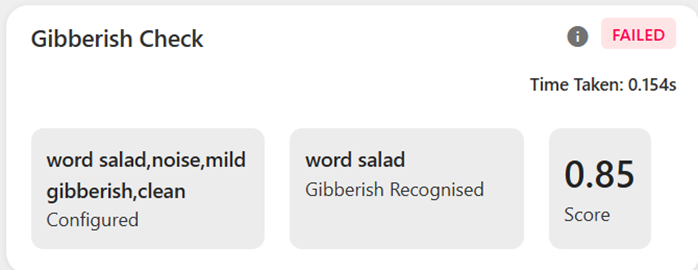 Gibberish Check
FAILED
Time Taken: 0.154s
word salad,noise,mild
gibberish,clean
Configured
word salad
Gibberish Recognised
0.85
Score